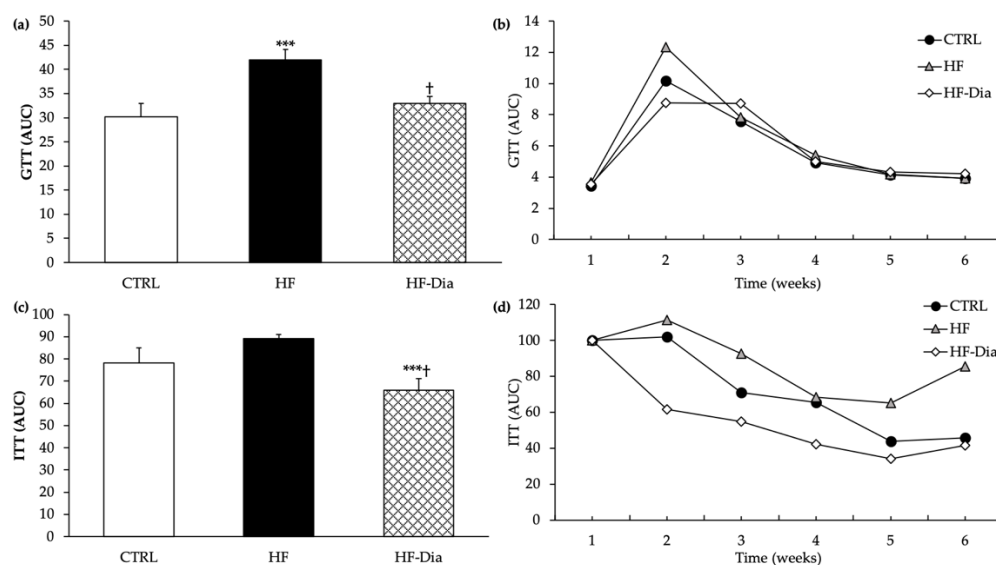 (a)
GTT (AUC)
50
45
40
35
30
25
20
15
10
5
0
***
†
CTRL
HF
HF-Dia
(b)
GTT (AUC)
14
12
10
8
6
4
2
0
CTRL
HF
HF-Dia
1 2 3 4 5 6
Time (weeks)
(c)
ITT (AUC)
100
90
80
70
60
50
40
30
20
10
0
***†
CTRL
HF
HF-Dia
(d)
ITT (AUC)
120
100
80
60
40
20
0
CTRL
HF
HF-Dia
1 2 3 4 5 6
Time (weeks)